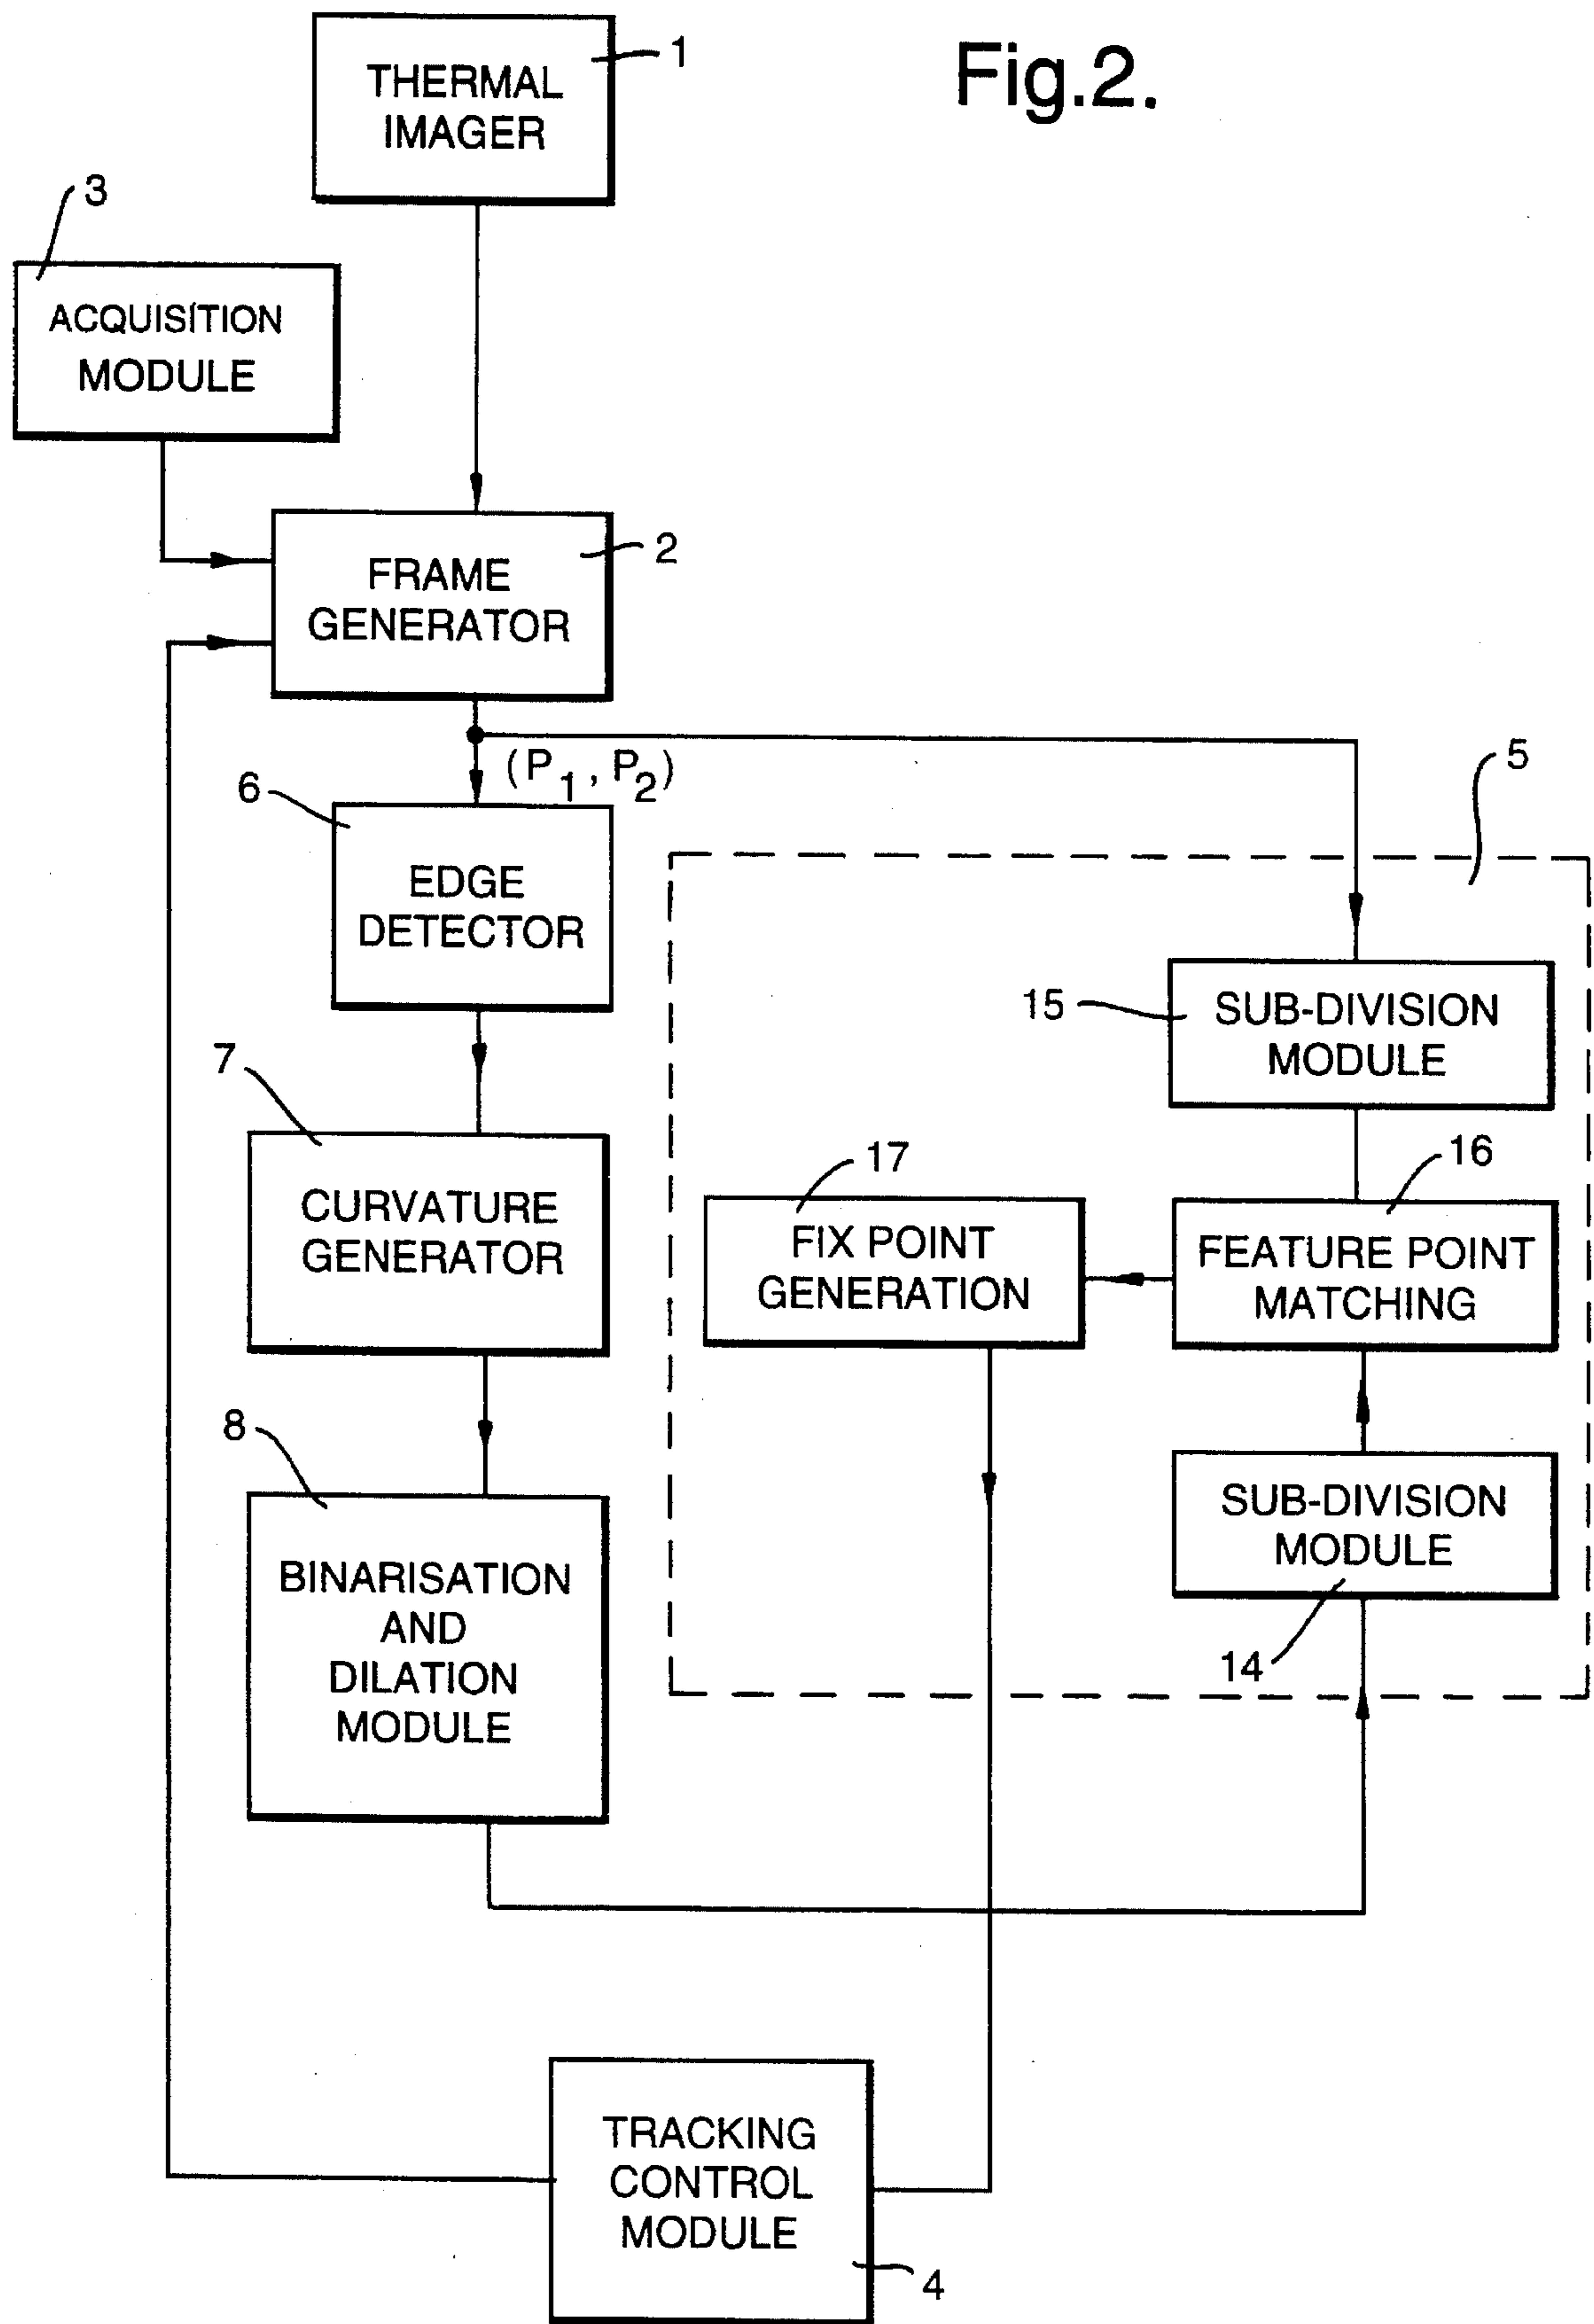 Fig.2.
1
THERMAL
IMAGER
3
ACQUISITION
MODULE
2
FRAME
GENERATOR
(P1, P2)
6
EDGE
DETECTOR
5
15
SUB-DIVISION
MODULE
7
CURVATURE
GENERATOR
17
FIX POINT
GENERATION
16
FEATURE POINT
MATCHING
8
BINARISATION
AND
DILATION
MODULE
SUB-DIVISION
MODULE
14
TRACKING
CONTROL
MODULE
4